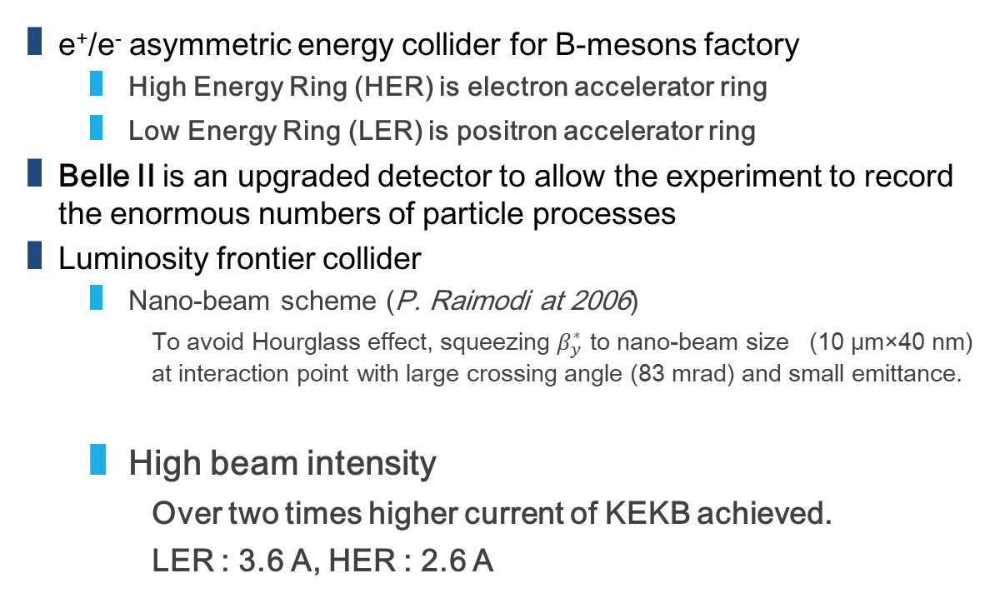 e⁺/e⁻ asymmetric energy collider for B-mesons factory
High Energy Ring (HER) is electron accelerator ring
Low Energy Ring (LER) is positron accelerator ring
Belle II is an upgraded detector to allow the experiment to record
the enormous numbers of particle processes
Luminosity frontier collider
Nano-beam scheme (P. Raimodi at 2006)
To avoid Hourglass effect, squeezing β*y to nano-beam size (10 μm×40 nm)
at interaction point with large crossing angle (83 mrad) and small emittance.
High beam intensity
Over two times higher current of KEKB achieved.
LER : 3.6 A, HER : 2.6 A